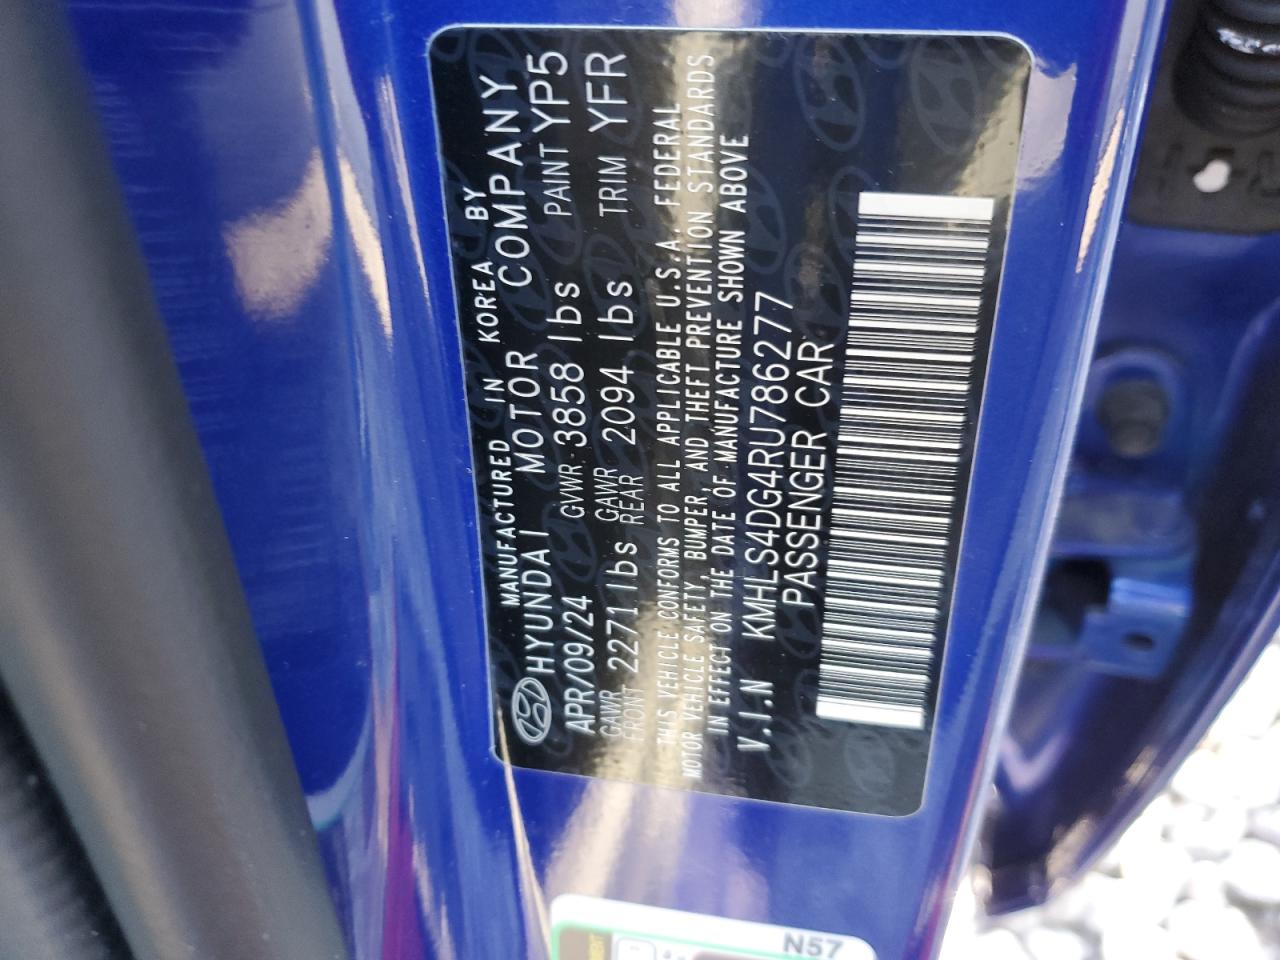 MANUFACTURED IN KOREA BY
HYUNDAI MOTOR COMPANY
APR/09/24 GVWR 3858 lbs PAINT YP5
GAWR FRONT 2271 lbs GAWR REAR 2094 lbs TRIM YFR
THIS VEHICLE CONFORMS TO ALL APPLICABLE U.S.A. FEDERAL
MOTOR VEHICLE SAFETY, BUMPER, AND THEFT PREVENTION STANDARDS
IN EFFECT ON THE DATE OF MANUFACTURE SHOWN ABOVE
V.I.N KMHLS4DG4RU786277
PASSENGER CAR
N57